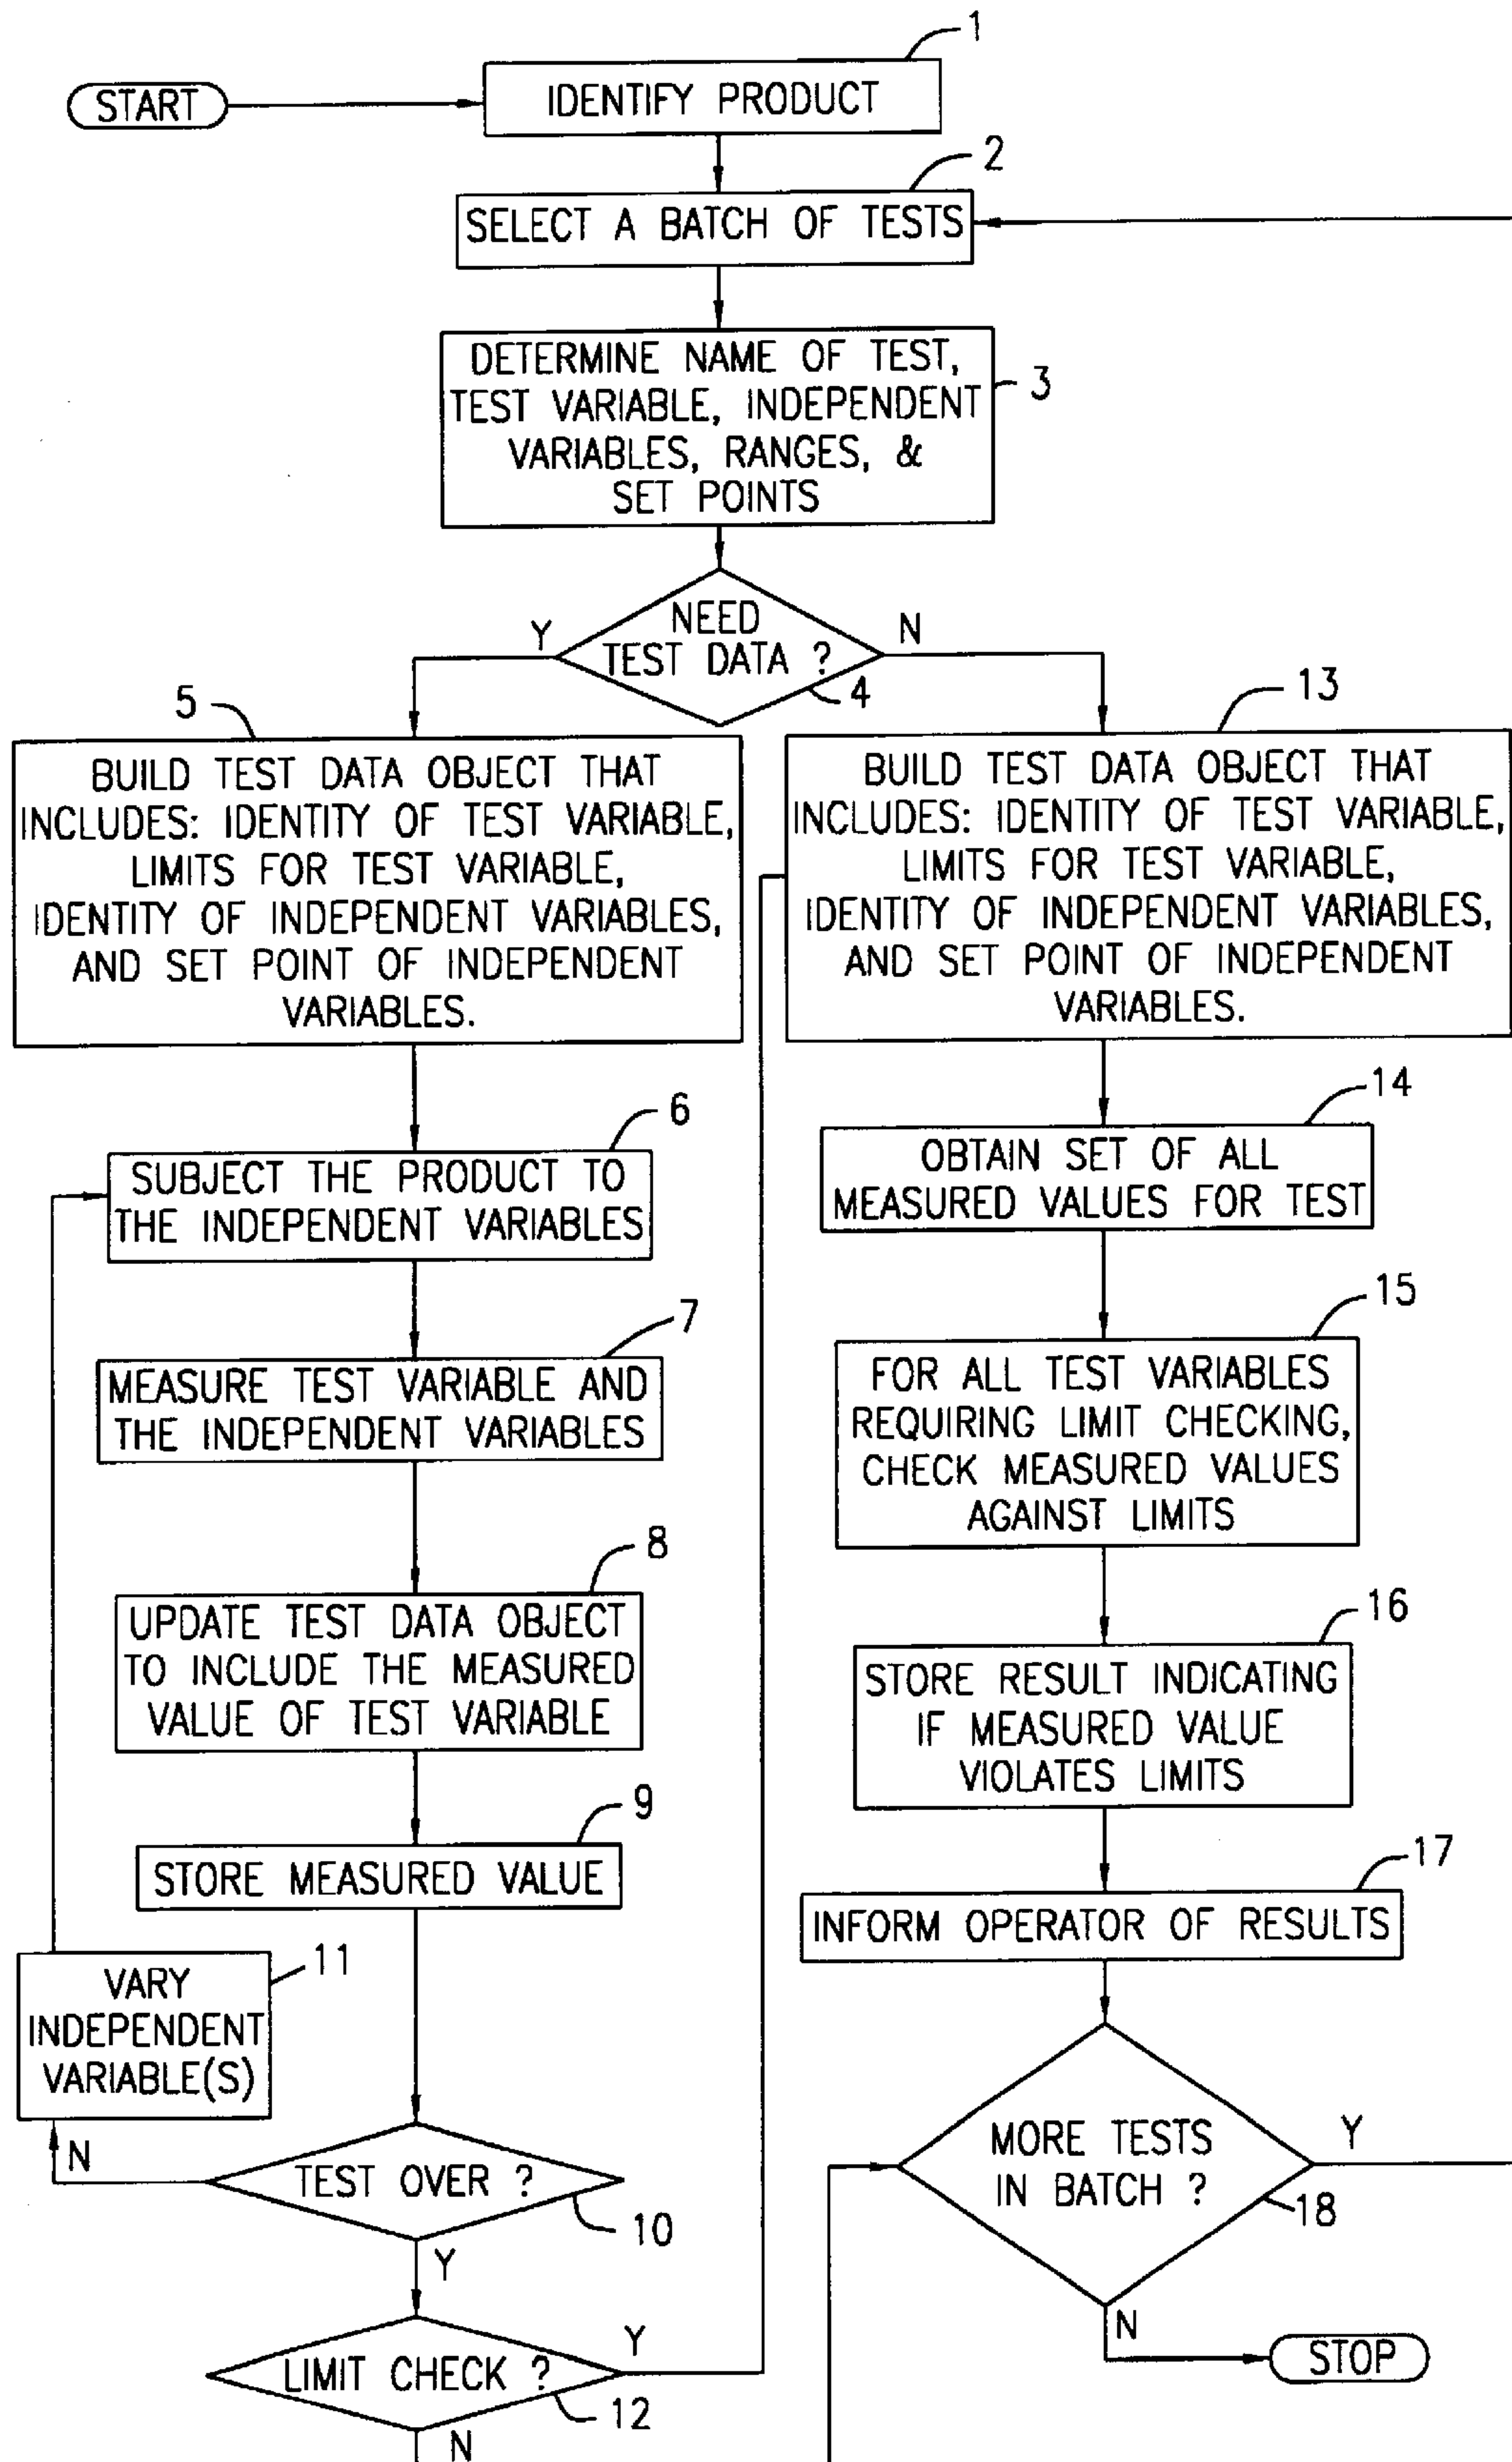 1
START
IDENTIFY PRODUCT
2
SELECT A BATCH OF TESTS
DETERMINE NAME OF TEST,
TEST VARIABLE, INDEPENDENT
VARIABLES, RANGES, &
SET POINTS
3
NEED
TEST DATA ?
Y
N
4
5
BUILD TEST DATA OBJECT THAT
INCLUDES: IDENTITY OF TEST VARIABLE,
LIMITS FOR TEST VARIABLE,
IDENTITY OF INDEPENDENT VARIABLES,
AND SET POINT OF INDEPENDENT
VARIABLES.
6
SUBJECT THE PRODUCT TO
THE INDEPENDENT VARIABLES
7
MEASURE TEST VARIABLE AND
THE INDEPENDENT VARIABLES
8
UPDATE TEST DATA OBJECT
TO INCLUDE THE MEASURED
VALUE OF TEST VARIABLE
9
STORE MEASURED VALUE
11
VARY
INDEPENDENT
VARIABLE(S)
N
TEST OVER ?
10
Y
LIMIT CHECK ?
Y
12
N
13
BUILD TEST DATA OBJECT THAT
INCLUDES: IDENTITY OF TEST VARIABLE,
LIMITS FOR TEST VARIABLE,
IDENTITY OF INDEPENDENT VARIABLES,
AND SET POINT OF INDEPENDENT
VARIABLES.
14
OBTAIN SET OF ALL
MEASURED VALUES FOR TEST
15
FOR ALL TEST VARIABLES
REQUIRING LIMIT CHECKING,
CHECK MEASURED VALUES
AGAINST LIMITS
16
STORE RESULT INDICATING
IF MEASURED VALUE
VIOLATES LIMITS
17
INFORM OPERATOR OF RESULTS
MORE TESTS
IN BATCH ?
Y
18
N
STOP